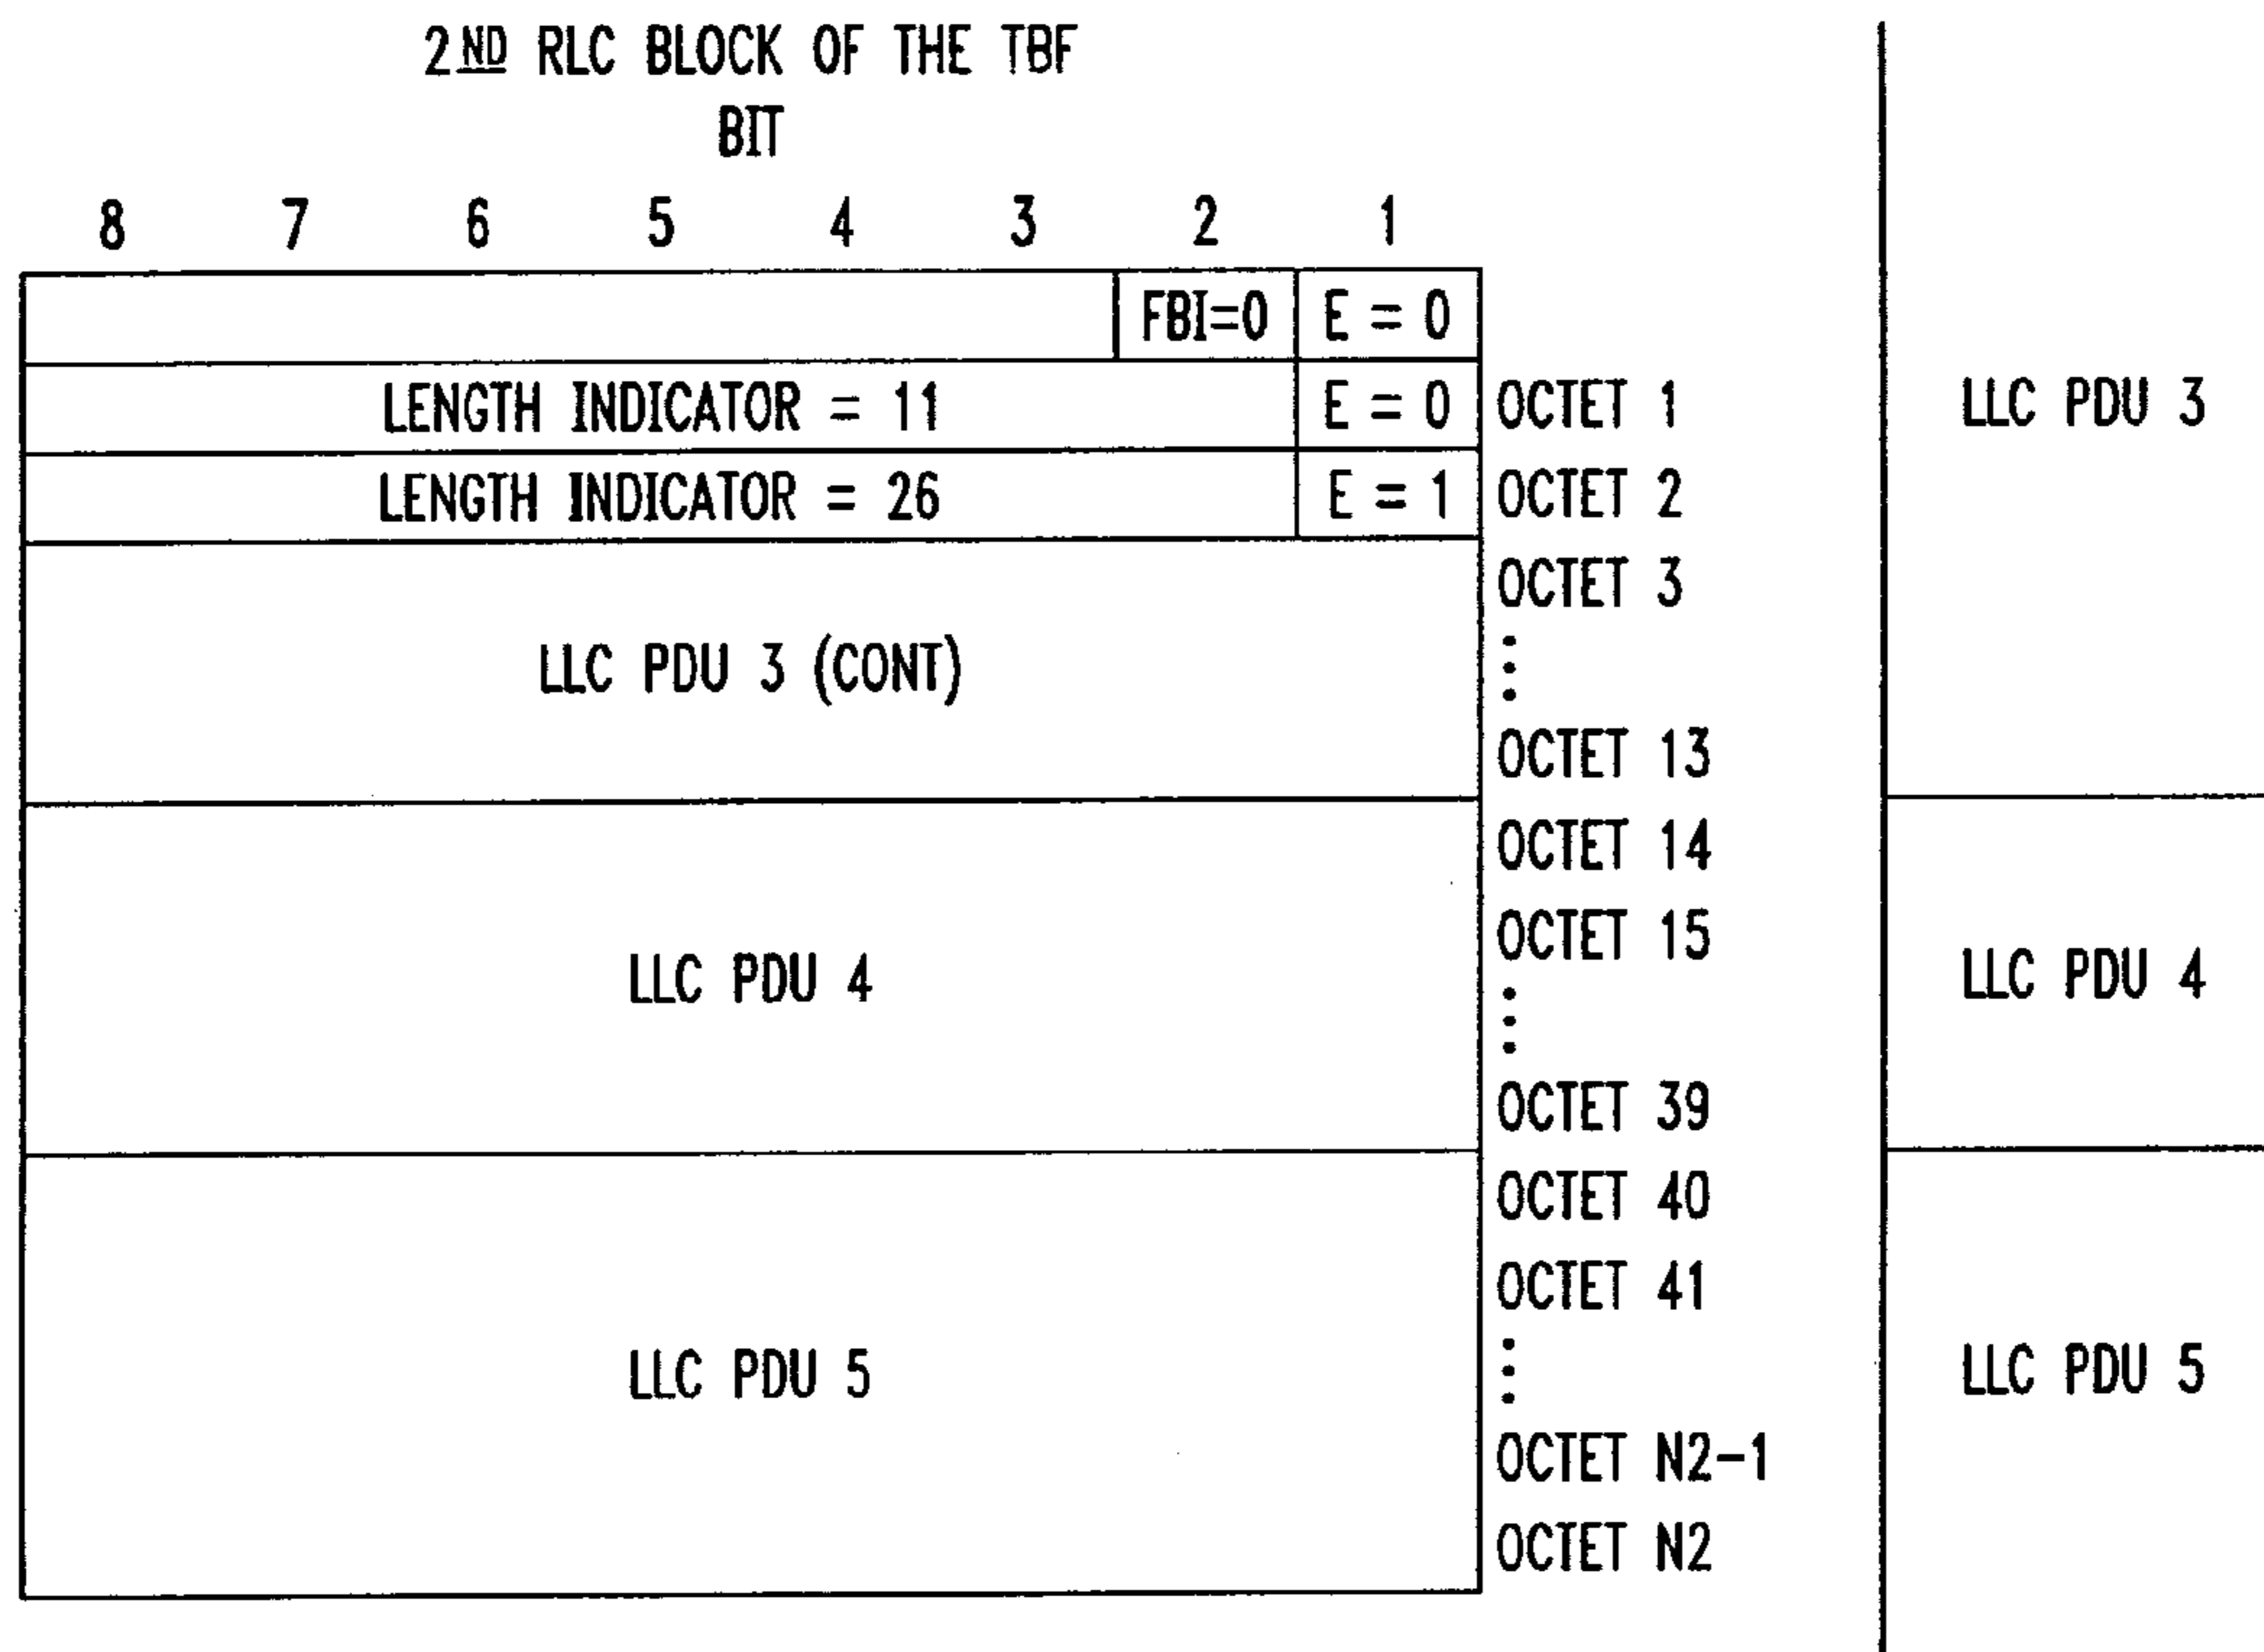 2ND RLC BLOCK OF THE TBF
BIT
8 7 6 5 4 3 2 1
FBI=0 E = 0
LENGTH INDICATOR = 11 E = 0 OCTET 1 LLC PDU 3
LENGTH INDICATOR = 26 E = 1 OCTET 2
OCTET 3
LLC PDU 3 (CONT)
OCTET 13
OCTET 14
OCTET 15
LLC PDU 4 LLC PDU 4
OCTET 39
OCTET 40
OCTET 41
LLC PDU 5 LLC PDU 5
OCTET N2-1
OCTET N2